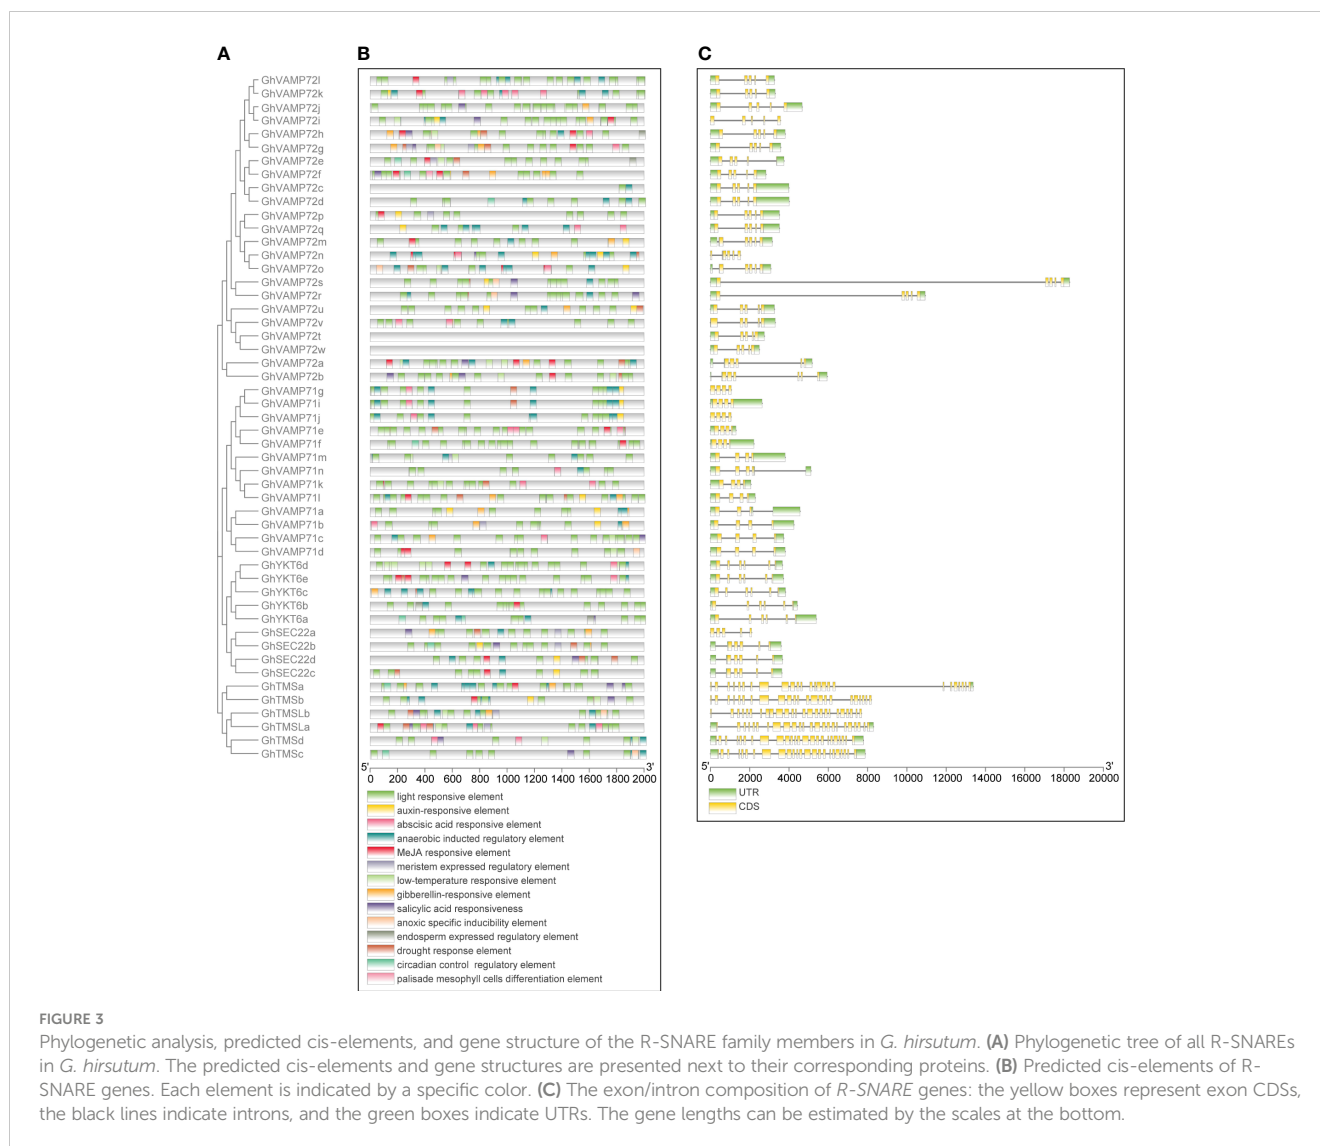 A
B
C
GhVAMP72l
GhVAMP72k
GhVAMP72j
GhVAMP72i
GhVAMP72h
GhVAMP72g
GhVAMP72e
GhVAMP72f
GhVAMP72c
GhVAMP72d
GhVAMP72p
GhVAMP72q
GhVAMP72m
GhVAMP72n
GhVAMP72o
GhVAMP72s
GhVAMP72r
GhVAMP72u
GhVAMP72v
GhVAMP72t
GhVAMP72w
GhVAMP72a
GhVAMP72b
GhVAMP71g
GhVAMP71i
GhVAMP71j
GhVAMP71e
GhVAMP71f
GhVAMP71m
GhVAMP71n
GhVAMP71k
GhVAMP71l
GhVAMP71a
GhVAMP71b
GhVAMP71c
GhVAMP71d
GhYKT6d
GhYKT6e
GhYKT6c
GhYKT6b
GhYKT6a
GhSEC22a
GhSEC22b
GhSEC22d
GhSEC22c
GhTMSa
GhTMSb
GhTMSLb
GhTMSLa
GhTMSd
GhTMSc
5' 3'
0 200 400 600 800 1000 1200 1400 1600 1800 2000
light responsive element
auxin-responsive element
abscisic acid responsive element
anaerobic inducted regulatory element
MeJA responsive element
meristem expressed regulatory element
low-temperature responsive element
gibberellin-responsive element
salicylic acid responsiveness
anoxic specific inducibility element
endosperm expressed regulatory element
drought response element
circadian control regulatory element
palisade mesophyll cells differentiation element
5' 3'
0 2000 4000 6000 8000 10000 12000 14000 16000 18000 20000
UTR
CDS
FIGURE 3
Phylogenetic analysis, predicted cis-elements, and gene structure of the R-SNARE family members in G. hirsutum. (A) Phylogenetic tree of all R-SNAREs
in G. hirsutum. The predicted cis-elements and gene structures are presented next to their corresponding proteins. (B) Predicted cis-elements of R-
SNARE genes. Each element is indicated by a specific color. (C) The exon/intron composition of R-SNARE genes: the yellow boxes represent exon CDSs,
the black lines indicate introns, and the green boxes indicate UTRs. The gene lengths can be estimated by the scales at the bottom.